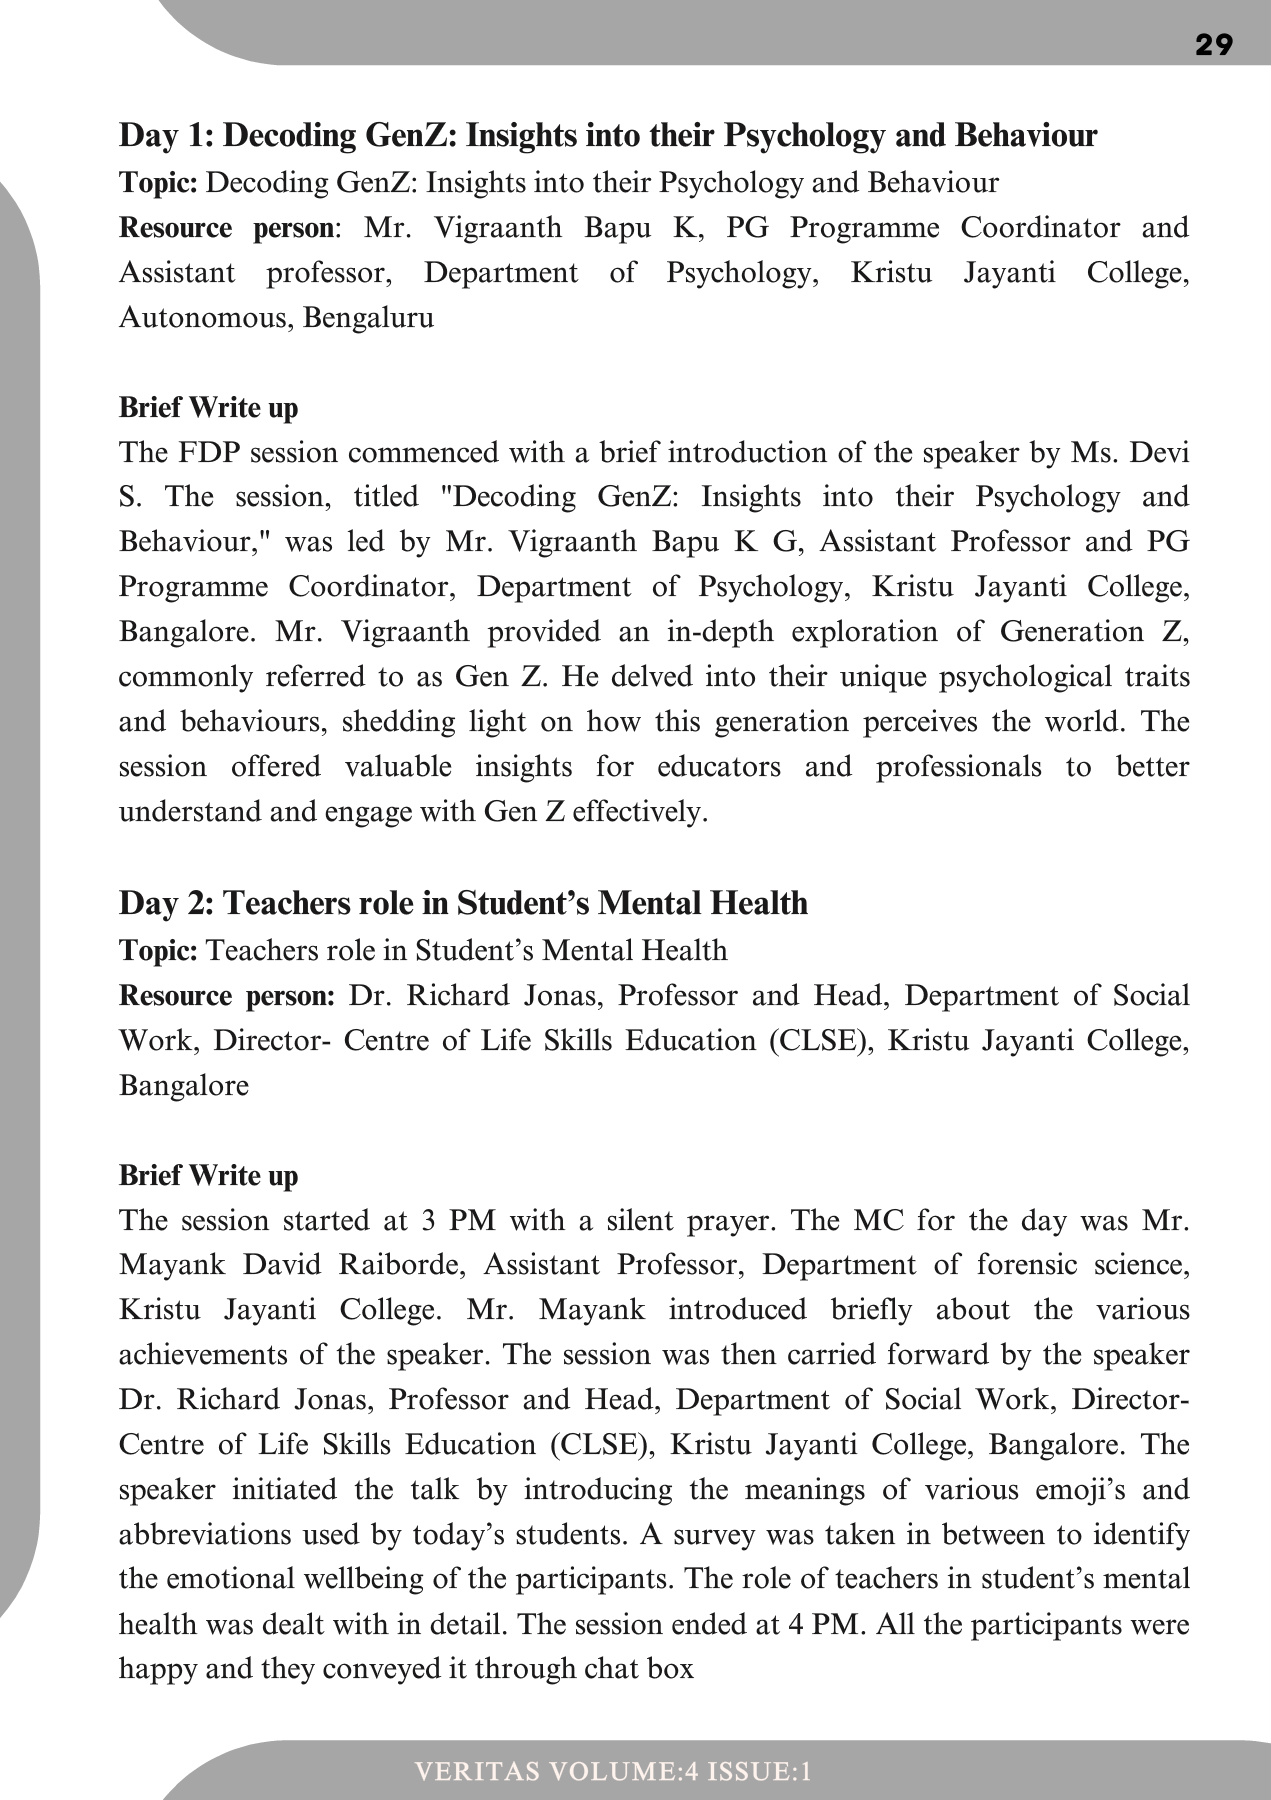 29
Day 1: Decoding GenZ: Insights into their Psychology and Behaviour
Topic: Decoding GenZ: Insights into their Psychology and Behaviour
Resource person: Mr. Vigraanth Bapu K, PG Programme Coordinator and
Assistant professor, Department of Psychology, Kristu Jayanti College,
Autonomous, Bengaluru
Brief Write up
The FDP session commenced with a brief introduction of the speaker by Ms. Devi
S. The session, titled "Decoding GenZ: Insights into their Psychology and
Behaviour," was led by Mr. Vigraanth Bapu K G, Assistant Professor and PG
Programme Coordinator, Department of Psychology, Kristu Jayanti College,
Bangalore. Mr. Vigraanth provided an in-depth exploration of Generation Z,
commonly referred to as Gen Z. He delved into their unique psychological traits
and behaviours, shedding light on how this generation perceives the world. The
session offered valuable insights for educators and professionals to better
understand and engage with Gen Z effectively.
Day 2: Teachers role in Student’s Mental Health
Topic: Teachers role in Student’s Mental Health
Resource person: Dr. Richard Jonas, Professor and Head, Department of Social
Work, Director- Centre of Life Skills Education (CLSE), Kristu Jayanti College,
Bangalore
Brief Write up
The session started at 3 PM with a silent prayer. The MC for the day was Mr.
Mayank David Raiborde, Assistant Professor, Department of forensic science,
Kristu Jayanti College. Mr. Mayank introduced briefly about the various
achievements of the speaker. The session was then carried forward by the speaker
Dr. Richard Jonas, Professor and Head, Department of Social Work, Director-
Centre of Life Skills Education (CLSE), Kristu Jayanti College, Bangalore. The
speaker initiated the talk by introducing the meanings of various emoji’s and
abbreviations used by today’s students. A survey was taken in between to identify
the emotional wellbeing of the participants. The role of teachers in student’s mental
health was dealt with in detail. The session ended at 4 PM. All the participants were
happy and they conveyed it through chat box
VERITAS VOLUME:4 ISSUE:1